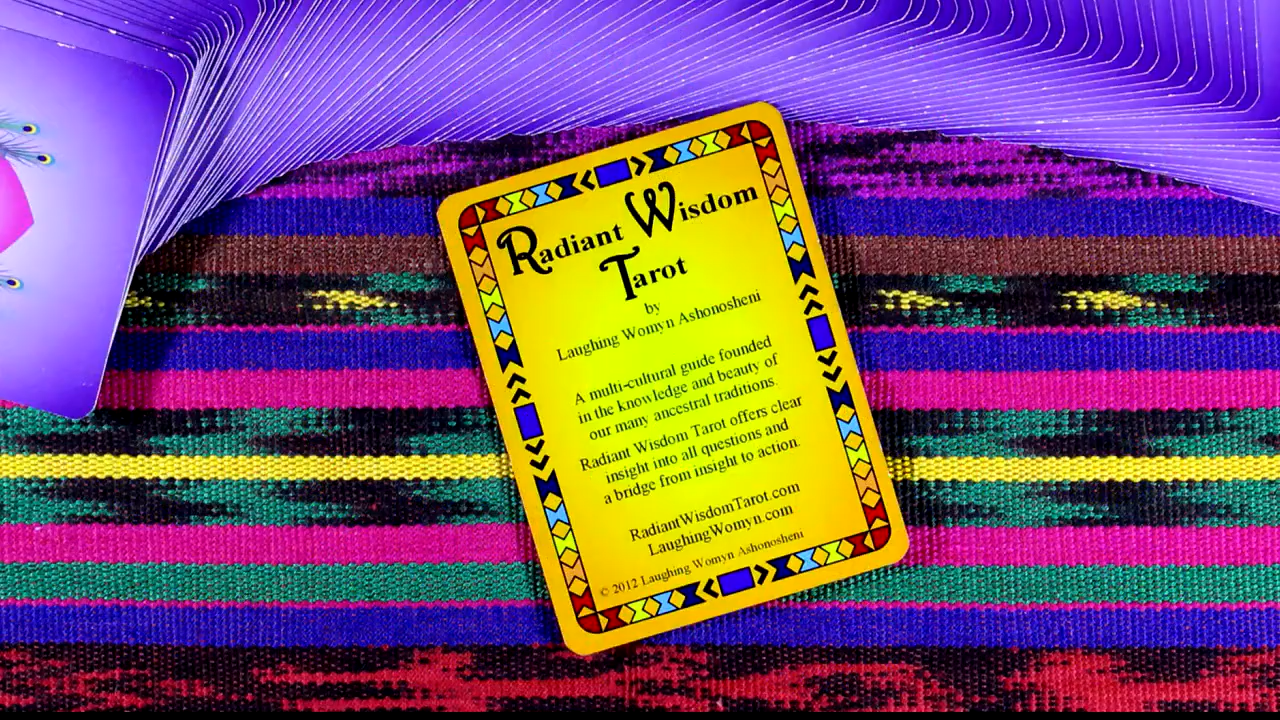 Radiant Wisdom
Tarot
by
Laughing Womyn Ashonosheni
A multi-cultural guide founded
in the knowledge and beauty of
our many ancestral traditions.
Radiant Wisdom Tarot offers clear
insight into all questions and
a bridge from insight to action.
RadiantWisdomTarot.com
LaughingWomyn.com
© 2012 Laughing Womyn Ashonosheni